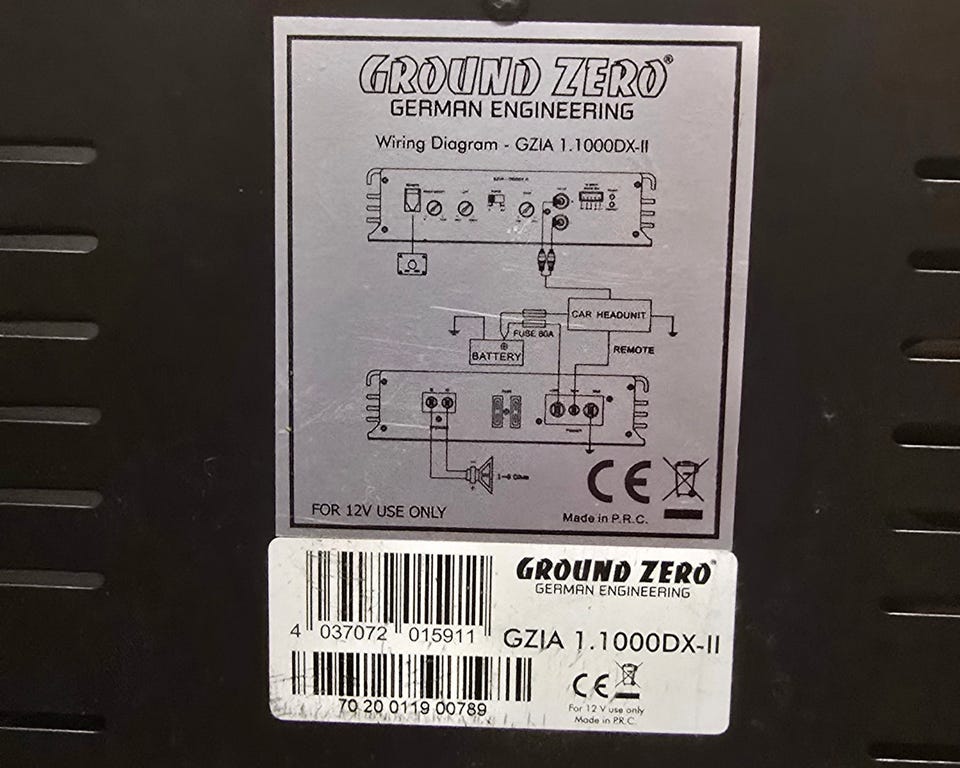 GROUND ZERO®
GERMAN ENGINEERING
Wiring Diagram - GZIA 1.1000DX-II
CAR HEADUNIT
FUSE 80A
BATTERY
REMOTE
CE
FOR 12V USE ONLY
Made in P.R.C.
GROUND ZERO®
GERMAN ENGINEERING
4 037072 015911
GZIA 1.1000DX-II
70 20 0119 00789
CE
For 12 V use only
Made in P.R.C.